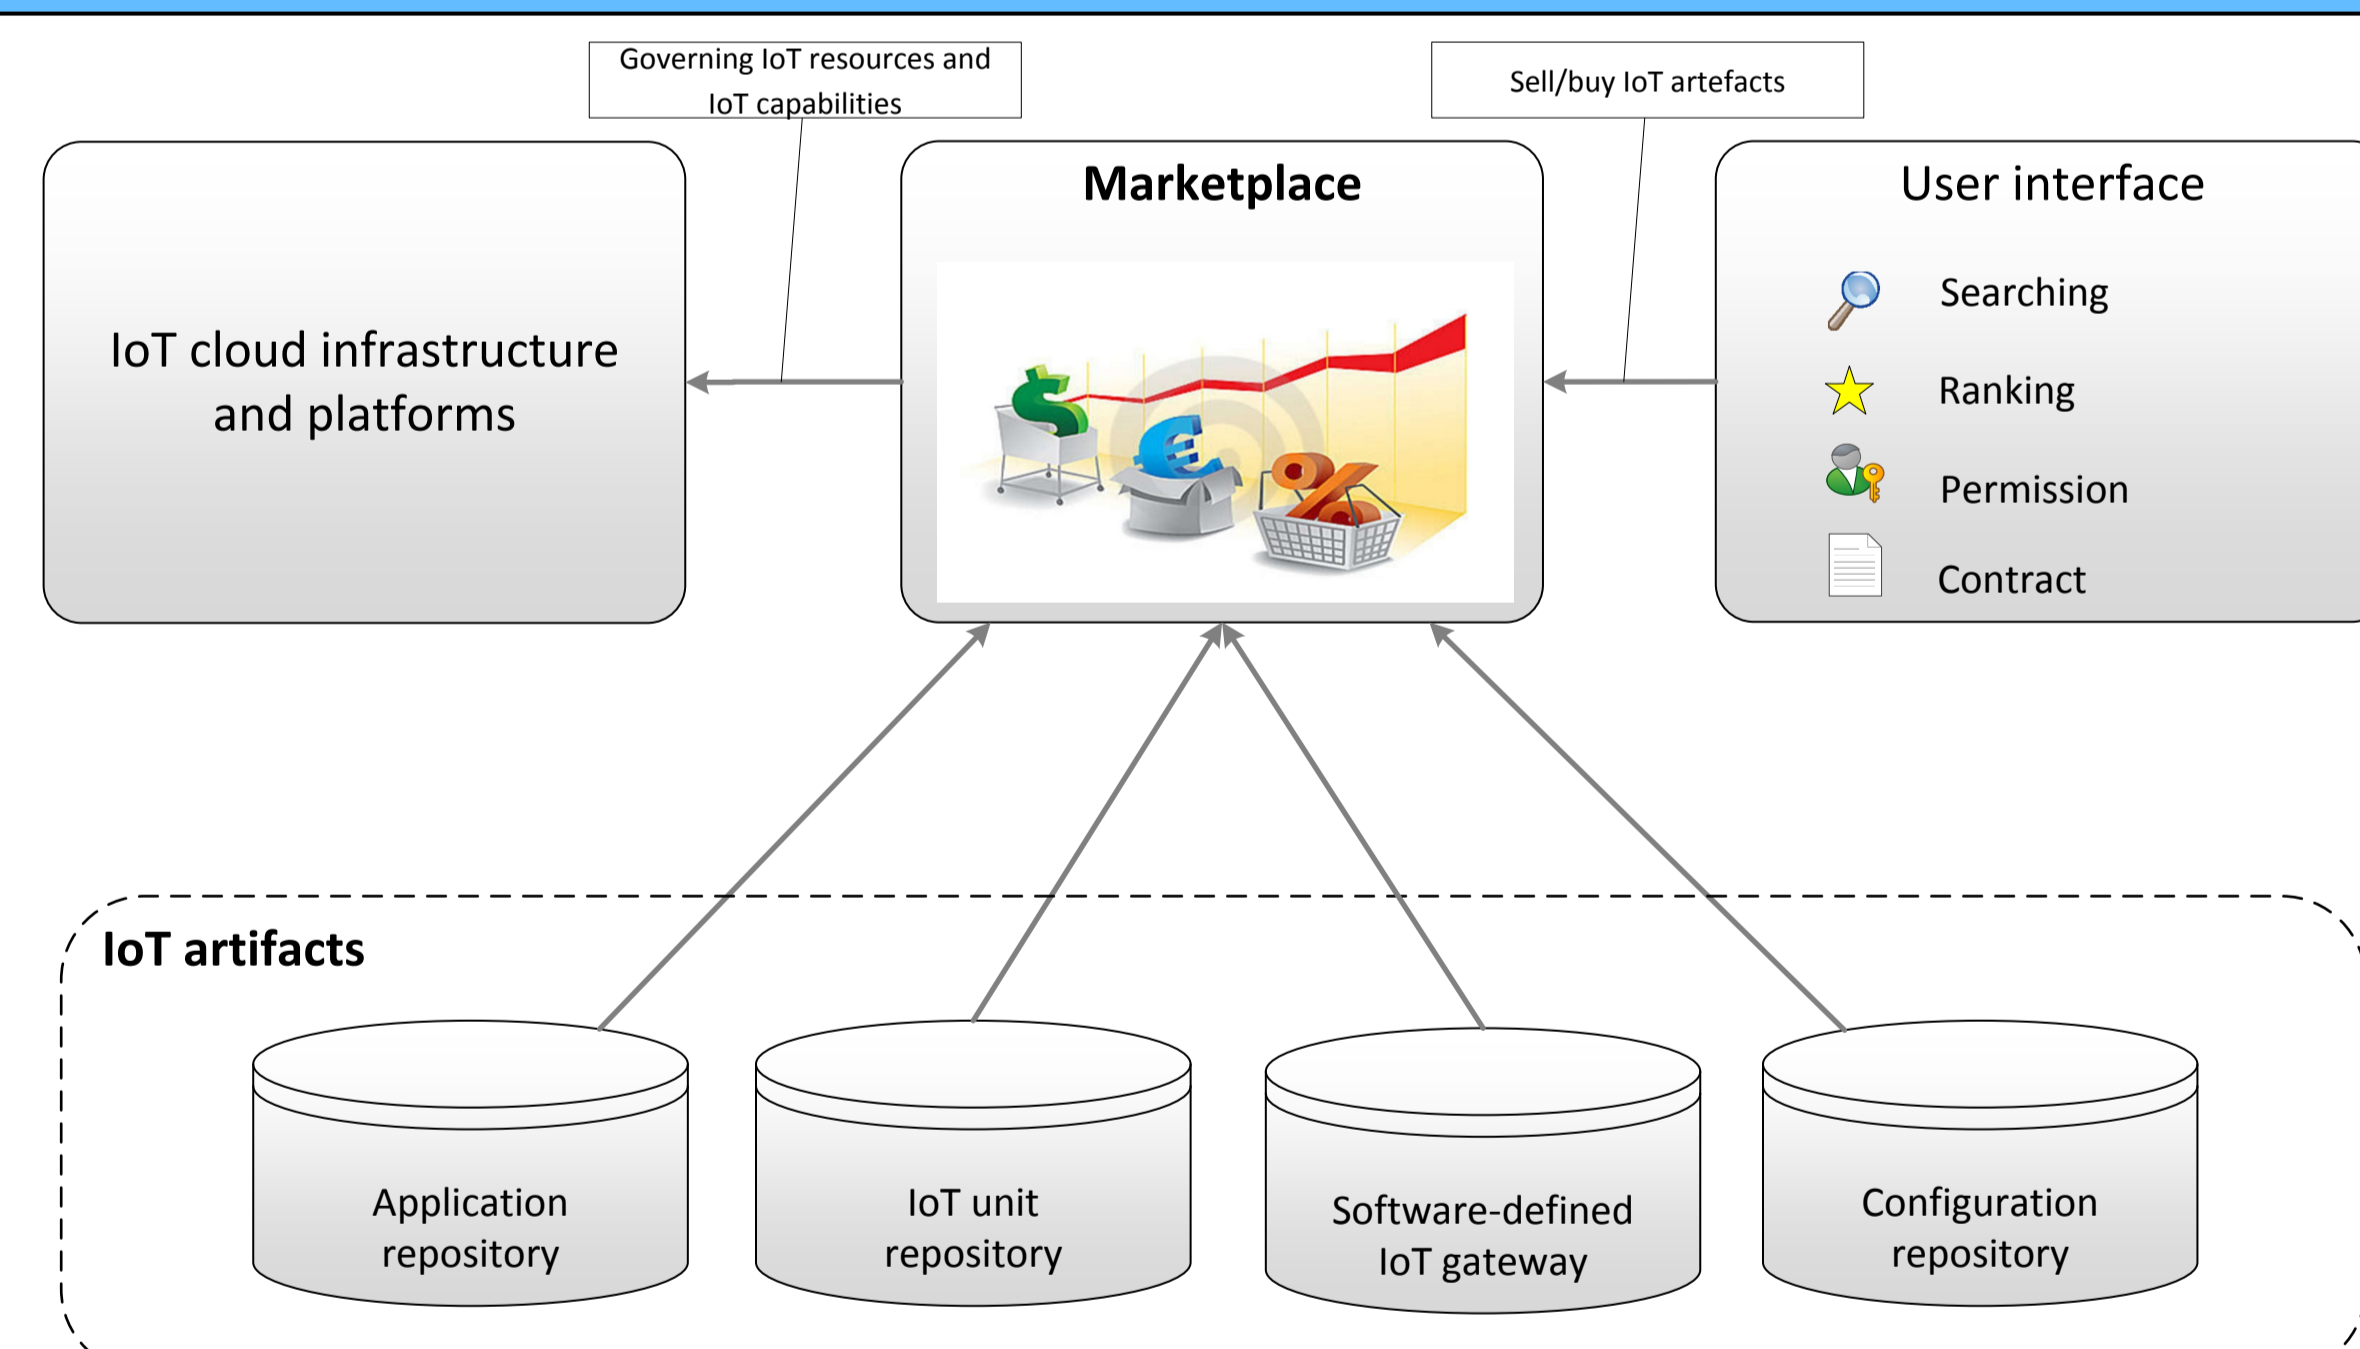 Governing IoT resources and
IoT capabilities
Sell/buy IoT artefacts
IoT cloud infrastructure
and platforms
Marketplace
$
€
%
User interface
Searching
Ranking
Permission
Contract
IoT artifacts
Application
repository
IoT unit
repository
Software-defined
IoT gateway
Configuration
repository